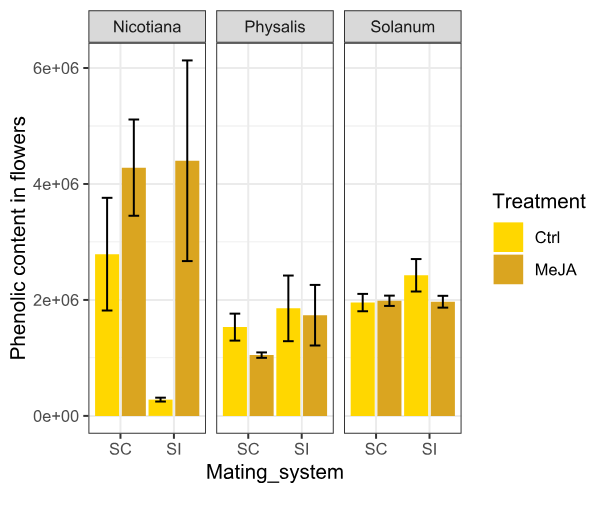 Nicotiana Physalis Solanum
6e+06
4e+06
2e+06
0e+00
Phenolic content in flowers
SC SI SC SI SC SI
Mating_system
Treatment
Ctrl
MeJA